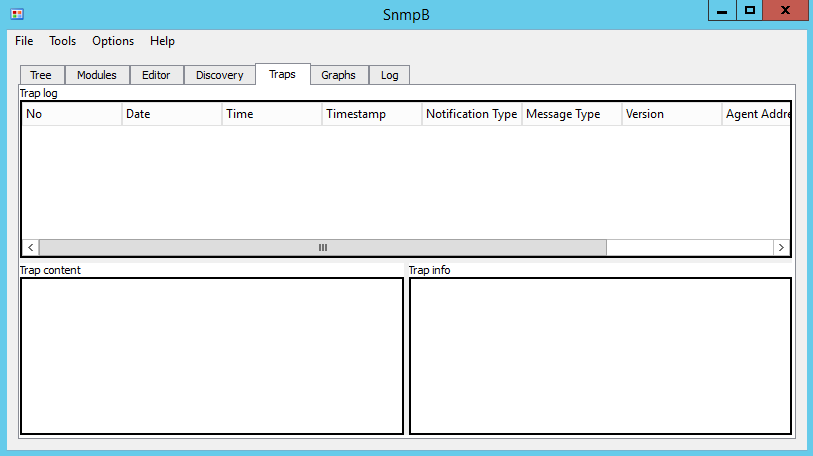 SnmpB
File Tools Options Help
Tree Modules Editor Discovery Traps Graphs Log
Trap log
No Date Time Timestamp Notification Type Message Type Version Agent Addre
Trap content Trap info